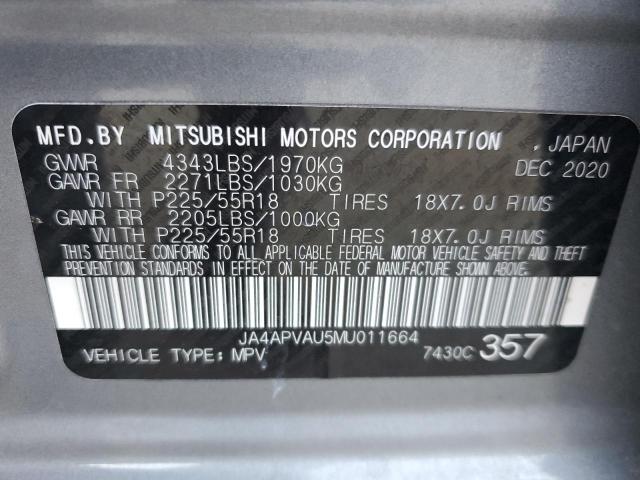 MFD.BY MITSUBISHI MOTORS CORPORATION . JAPAN
GVWR 4343LBS/1970KG DEC 2020
GAWR FR 2271LBS/1030KG
WITH P225/55R18 TIRES 18X7.0J RIMS
GAWR RR 2205LBS/1000KG
WITH P225/55R18 TIRES 18X7.0J RIMS
THIS VEHICLE CONFORMS TO ALL APPLICABLE FEDERAL MOTOR VEHICLE SAFETY AND THEFT
PREVENTION STANDARDS IN EFFECT ON THE DATE OF MANUFACTURE SHOWN ABOVE.
JA4APVAU5MU011664
VEHICLE TYPE: MPV 7430C 357